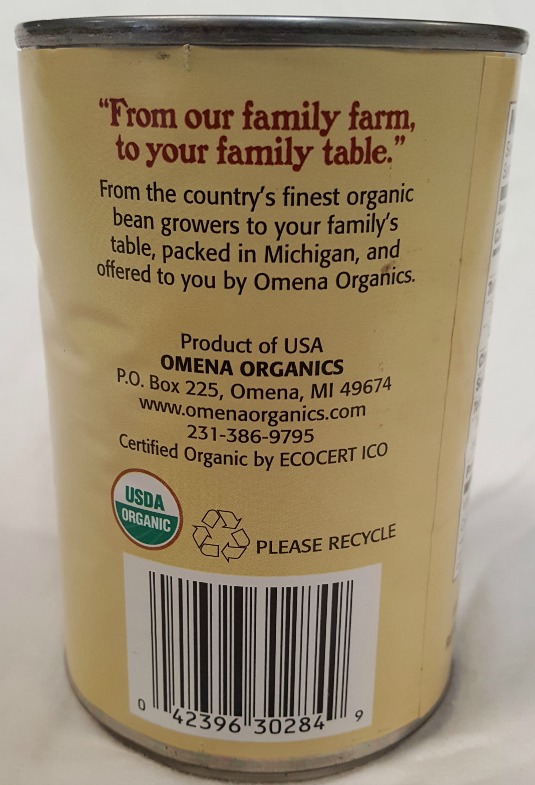 “From our family farm,
to your family table.”
From the country's finest organic
bean growers to your family's
table, packed in Michigan, and
offered to you by Omena Organics.
Product of USA
OMENA ORGANICS
P.O. Box 225, Omena, MI 49674
www.omenaorganics.com
231-386-9795
Certified Organic by ECOCERT ICO
USDA
ORGANIC
PLEASE RECYCLE
0 42396 30284 9